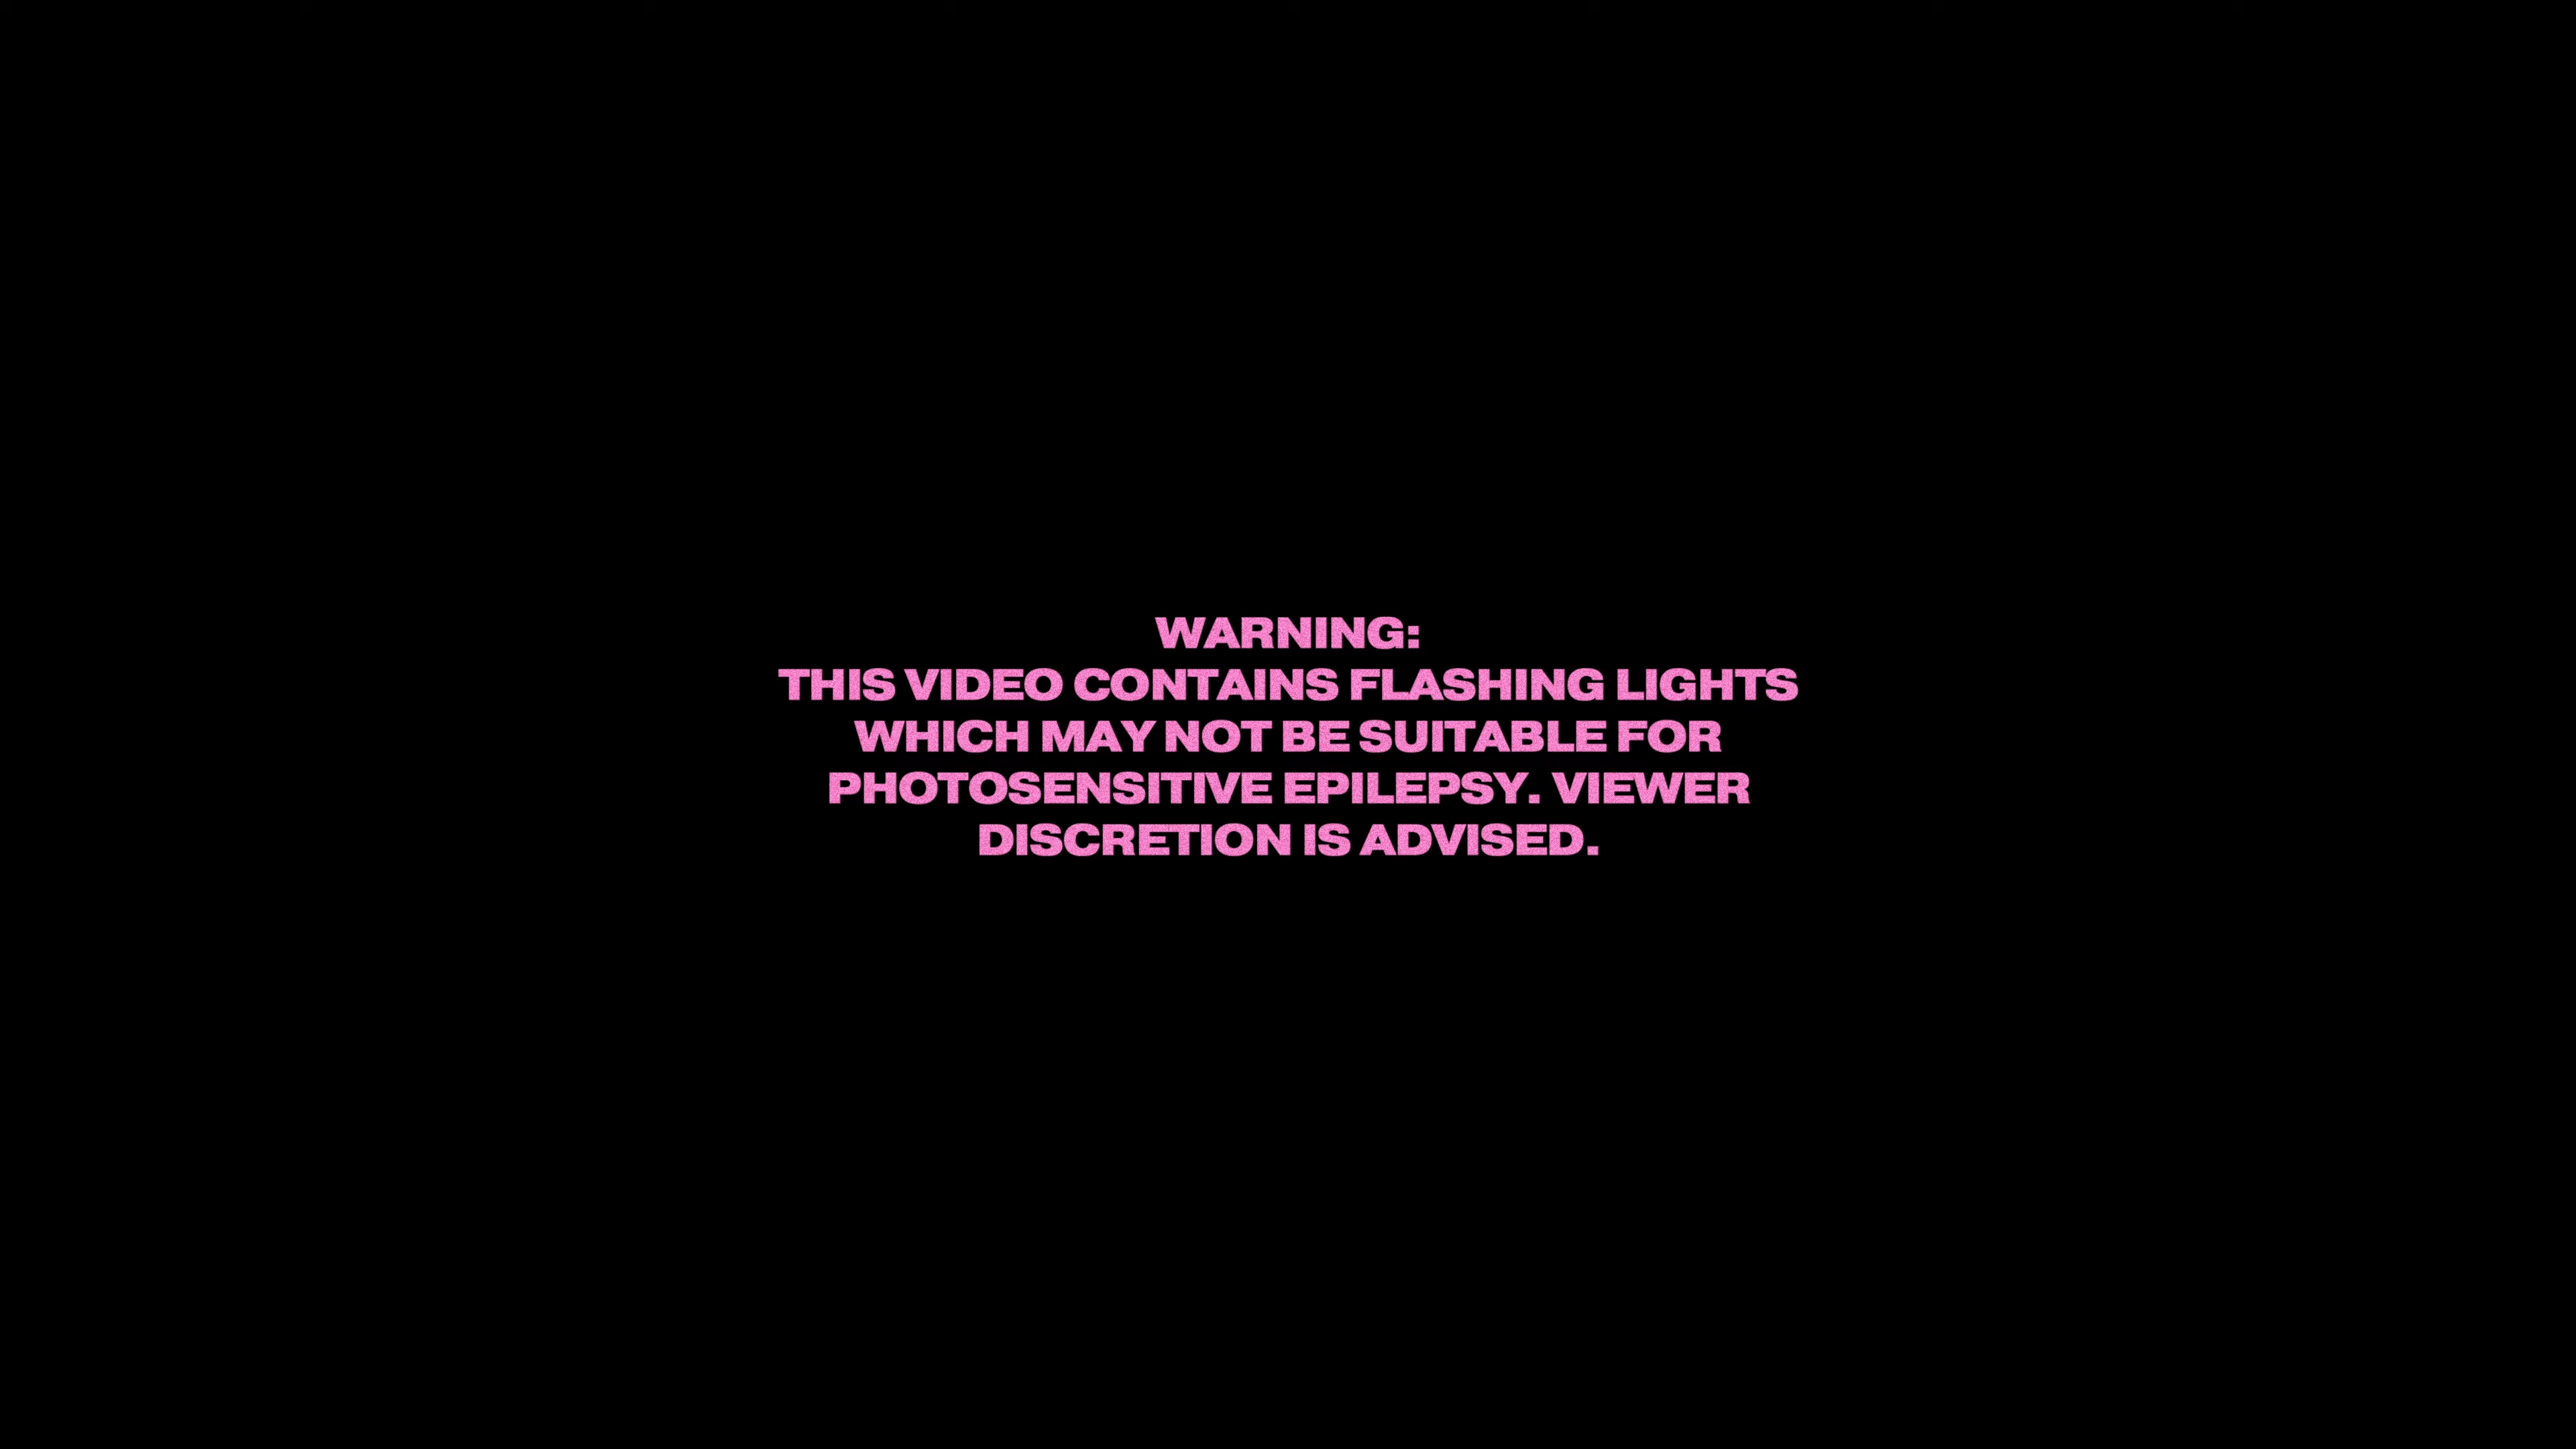 WARNING:
THIS VIDEO CONTAINS FLASHING LIGHTS
WHICH MAY NOT BE SUITABLE FOR
PHOTOSENSITIVE EPILEPSY. VIEWER
DISCRETION IS ADVISED.